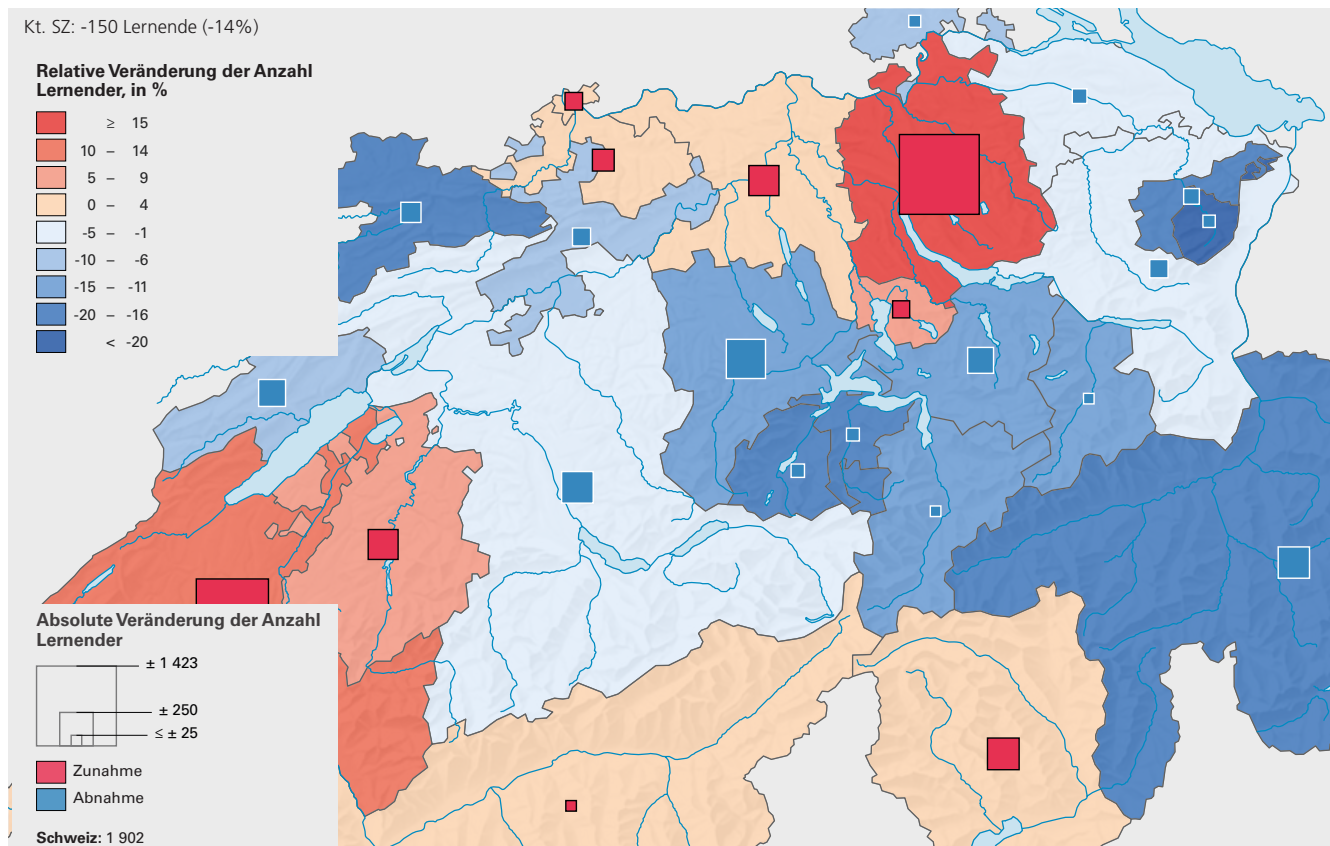 Kt. SZ: -150 Lernende (-14%)
Relative Veränderung der Anzahl
Lernender, in %
≥ 15
10 – 14
5 – 9
0 – 4
-5 – -1
-10 – -6
-15 – -11
-20 – -16
< -20
Absolute Veränderung der Anzahl
Lernender
± 1 423
± 250
≤ ± 25
Zunahme
Abnahme
Schweiz: 1 902